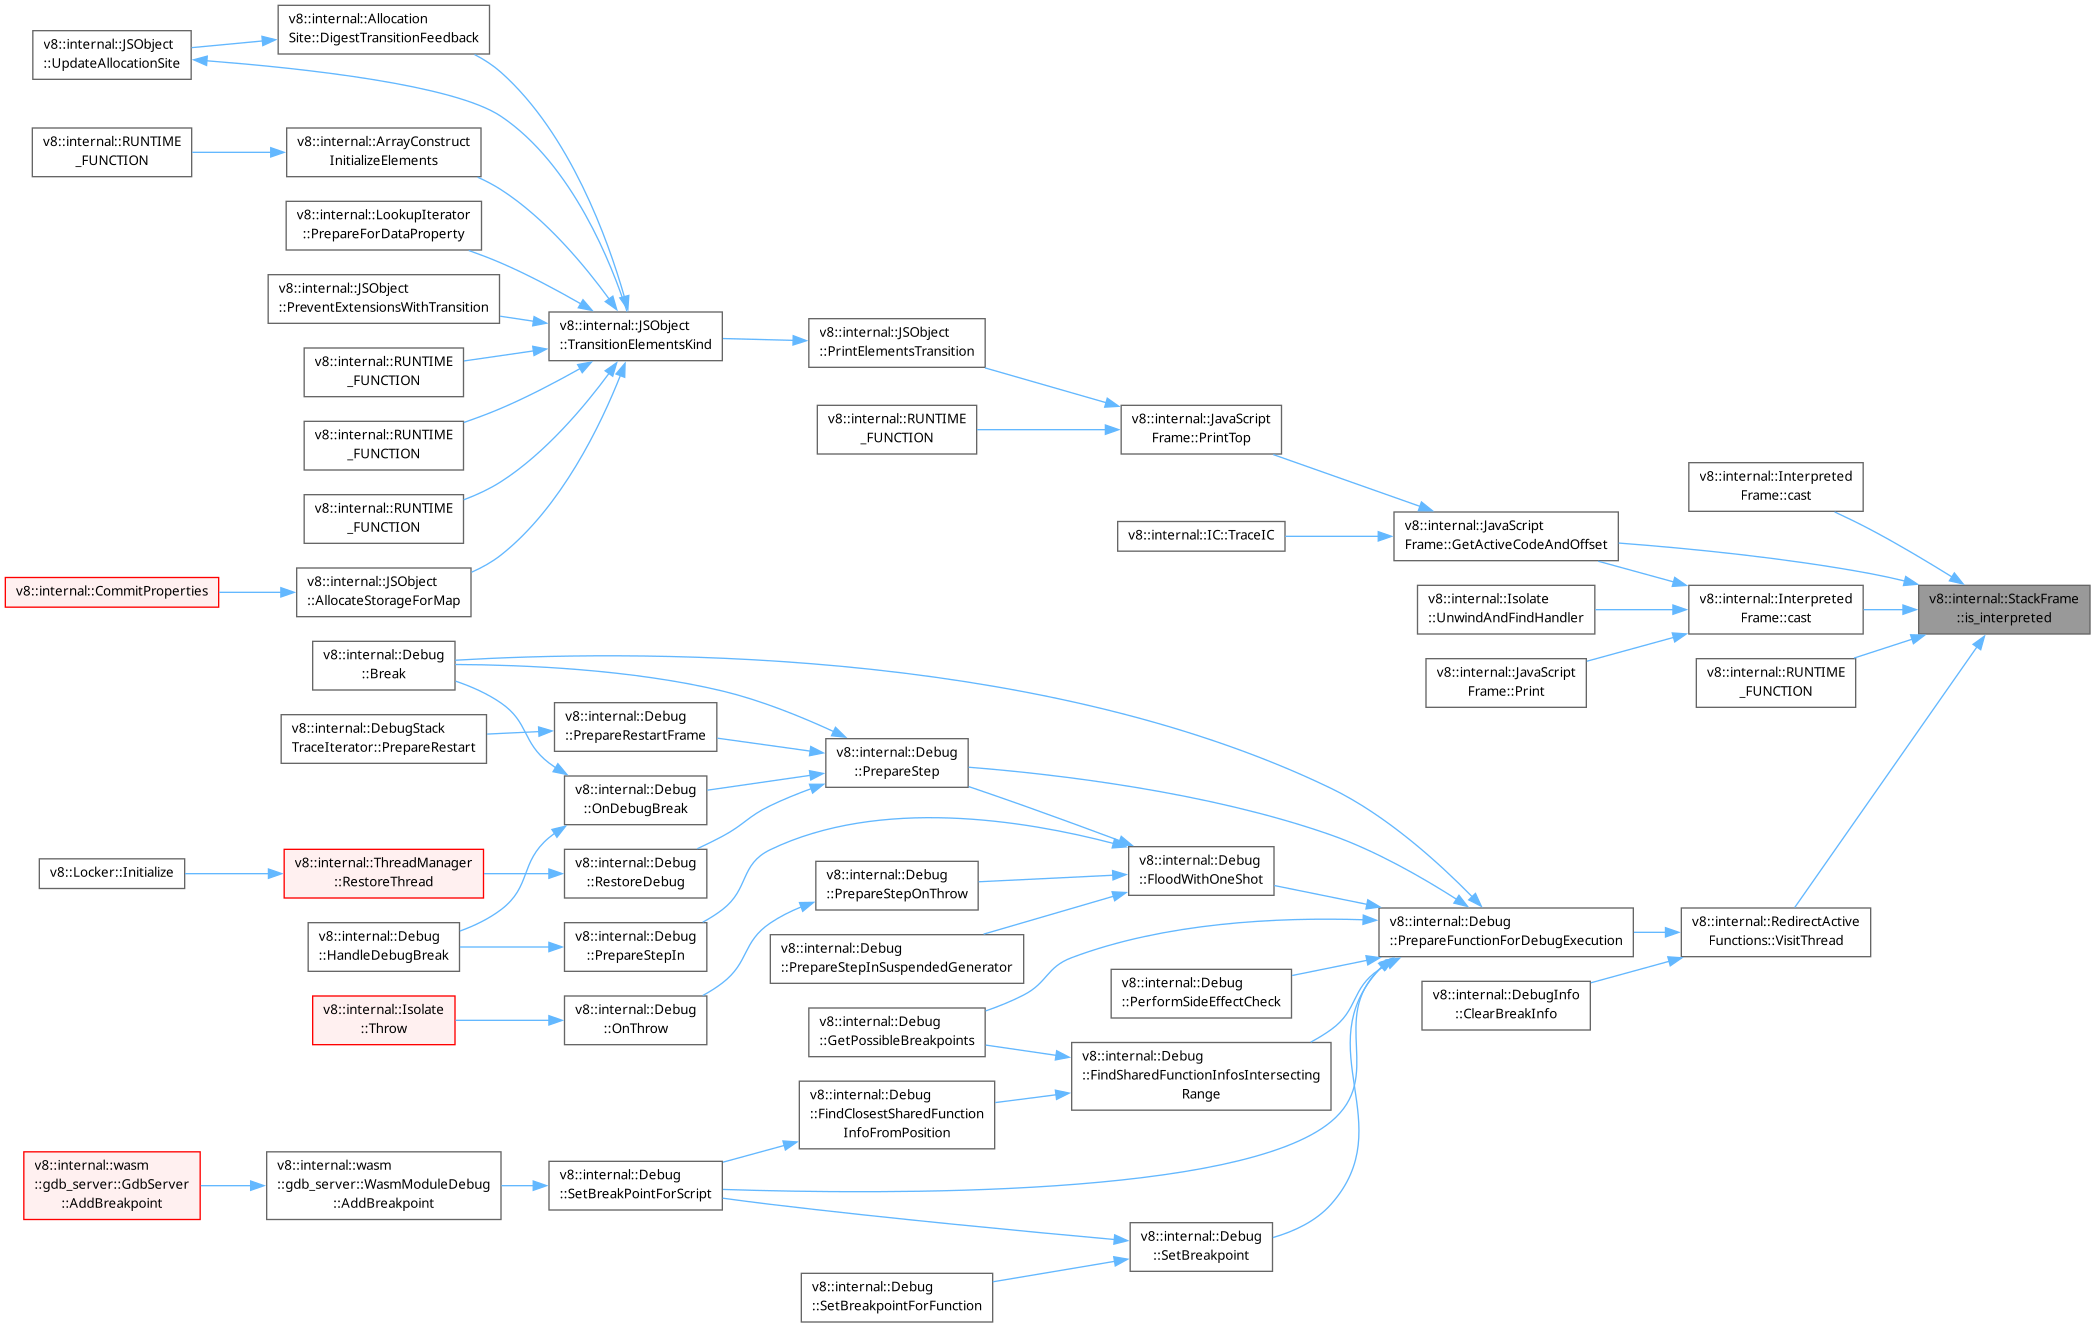 v8::internal::Allocation
Site::DigestTransitionFeedback
v8::internal::JSObject
::UpdateAllocationSite
v8::internal::RUNTIME
_FUNCTION
v8::internal::ArrayConstruct
InitializeElements
v8::internal::LookupIterator
::PrepareForDataProperty
v8::internal::JSObject
::PreventExtensionsWithTransition
v8::internal::JSObject
::TransitionElementsKind
v8::internal::JSObject
::PrintElementsTransition
v8::internal::RUNTIME
_FUNCTION
v8::internal::RUNTIME
_FUNCTION
v8::internal::JavaScript
Frame::PrintTop
v8::internal::RUNTIME
_FUNCTION
v8::internal::Interpreted
Frame::cast
v8::internal::RUNTIME
_FUNCTION
v8::internal::IC::TraceIC
v8::internal::JavaScript
Frame::GetActiveCodeAndOffset
v8::internal::CommitProperties
v8::internal::JSObject
::AllocateStorageForMap
v8::internal::Isolate
::UnwindAndFindHandler
v8::internal::Interpreted
Frame::cast
v8::internal::StackFrame
::is_interpreted
v8::internal::Debug
::Break
v8::internal::JavaScript
Frame::Print
v8::internal::RUNTIME
_FUNCTION
v8::internal::DebugStack
TraceIterator::PrepareRestart
v8::internal::Debug
::PrepareRestartFrame
v8::internal::Debug
::PrepareStep
v8::internal::Debug
::OnDebugBreak
v8::Locker::Initialize
v8::internal::ThreadManager
::RestoreThread
v8::internal::Debug
::RestoreDebug
v8::internal::Debug
::PrepareStepOnThrow
v8::internal::Debug
::FloodWithOneShot
v8::internal::Debug
::HandleDebugBreak
v8::internal::Debug
::PrepareStepIn
v8::internal::Debug
::PrepareStepInSuspendedGenerator
v8::internal::Debug
::PrepareFunctionForDebugExecution
v8::internal::RedirectActive
Functions::VisitThread
v8::internal::Debug
::PerformSideEffectCheck
v8::internal::DebugInfo
::ClearBreakInfo
v8::internal::Isolate
::Throw
v8::internal::Debug
::OnThrow
v8::internal::Debug
::GetPossibleBreakpoints
v8::internal::Debug
::FindSharedFunctionInfosIntersecting
Range
v8::internal::Debug
::FindClosestSharedFunction
InfoFromPosition
v8::internal::wasm
::gdb_server::GdbServer
::AddBreakpoint
v8::internal::wasm
::gdb_server::WasmModuleDebug
::AddBreakpoint
v8::internal::Debug
::SetBreakPointForScript
v8::internal::Debug
::SetBreakpoint
v8::internal::Debug
::SetBreakpointForFunction